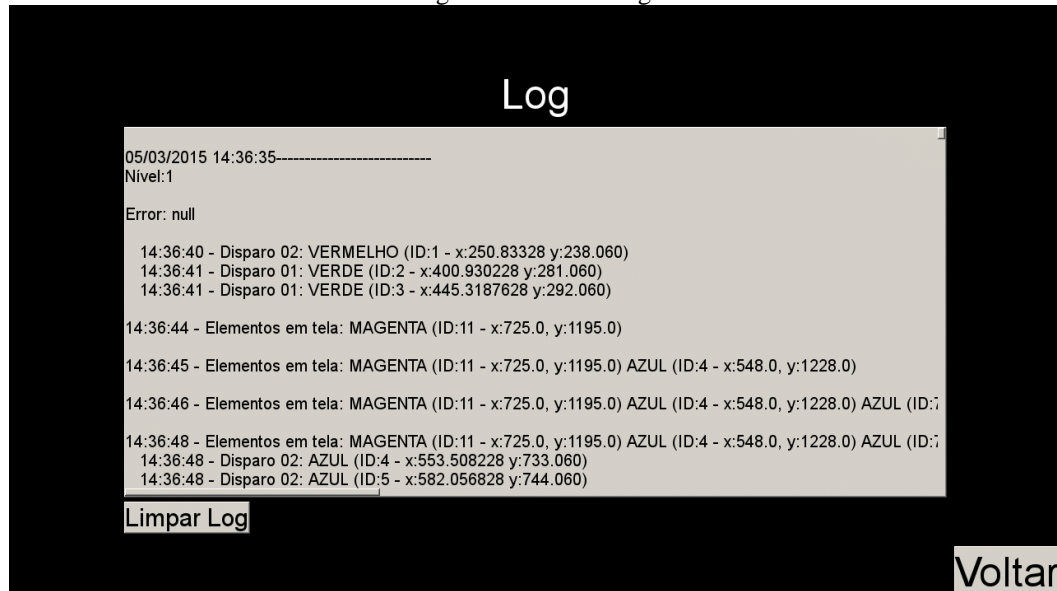 Log
05/03/2015 14:36:35---------------------------
Nível:1
Error: null
14:36:40 - Disparo 02: VERMELHO (ID:1 - x:250.83328 y:238.060)
14:36:41 - Disparo 01: VERDE (ID:2 - x:400.930228 y:281.060)
14:36:41 - Disparo 01: VERDE (ID:3 - x:445.3187628 y:292.060)
14:36:44 - Elementos em tela: MAGENTA (ID:11 - x:725.0, y:1195.0)
14:36:45 - Elementos em tela: MAGENTA (ID:11 - x:725.0, y:1195.0) AZUL (ID:4 - x:548.0, y:1228.0)
14:36:46 - Elementos em tela: MAGENTA (ID:11 - x:725.0, y:1195.0) AZUL (ID:4 - x:548.0, y:1228.0) AZUL (ID:7
14:36:48 - Elementos em tela: MAGENTA (ID:11 - x:725.0, y:1195.0) AZUL (ID:4 - x:548.0, y:1228.0) AZUL (ID:7
14:36:48 - Disparo 02: AZUL (ID:4 - x:553.508228 y:733.060)
14:36:48 - Disparo 02: AZUL (ID:5 - x:582.056828 y:744.060)
Limpar Log
Voltar